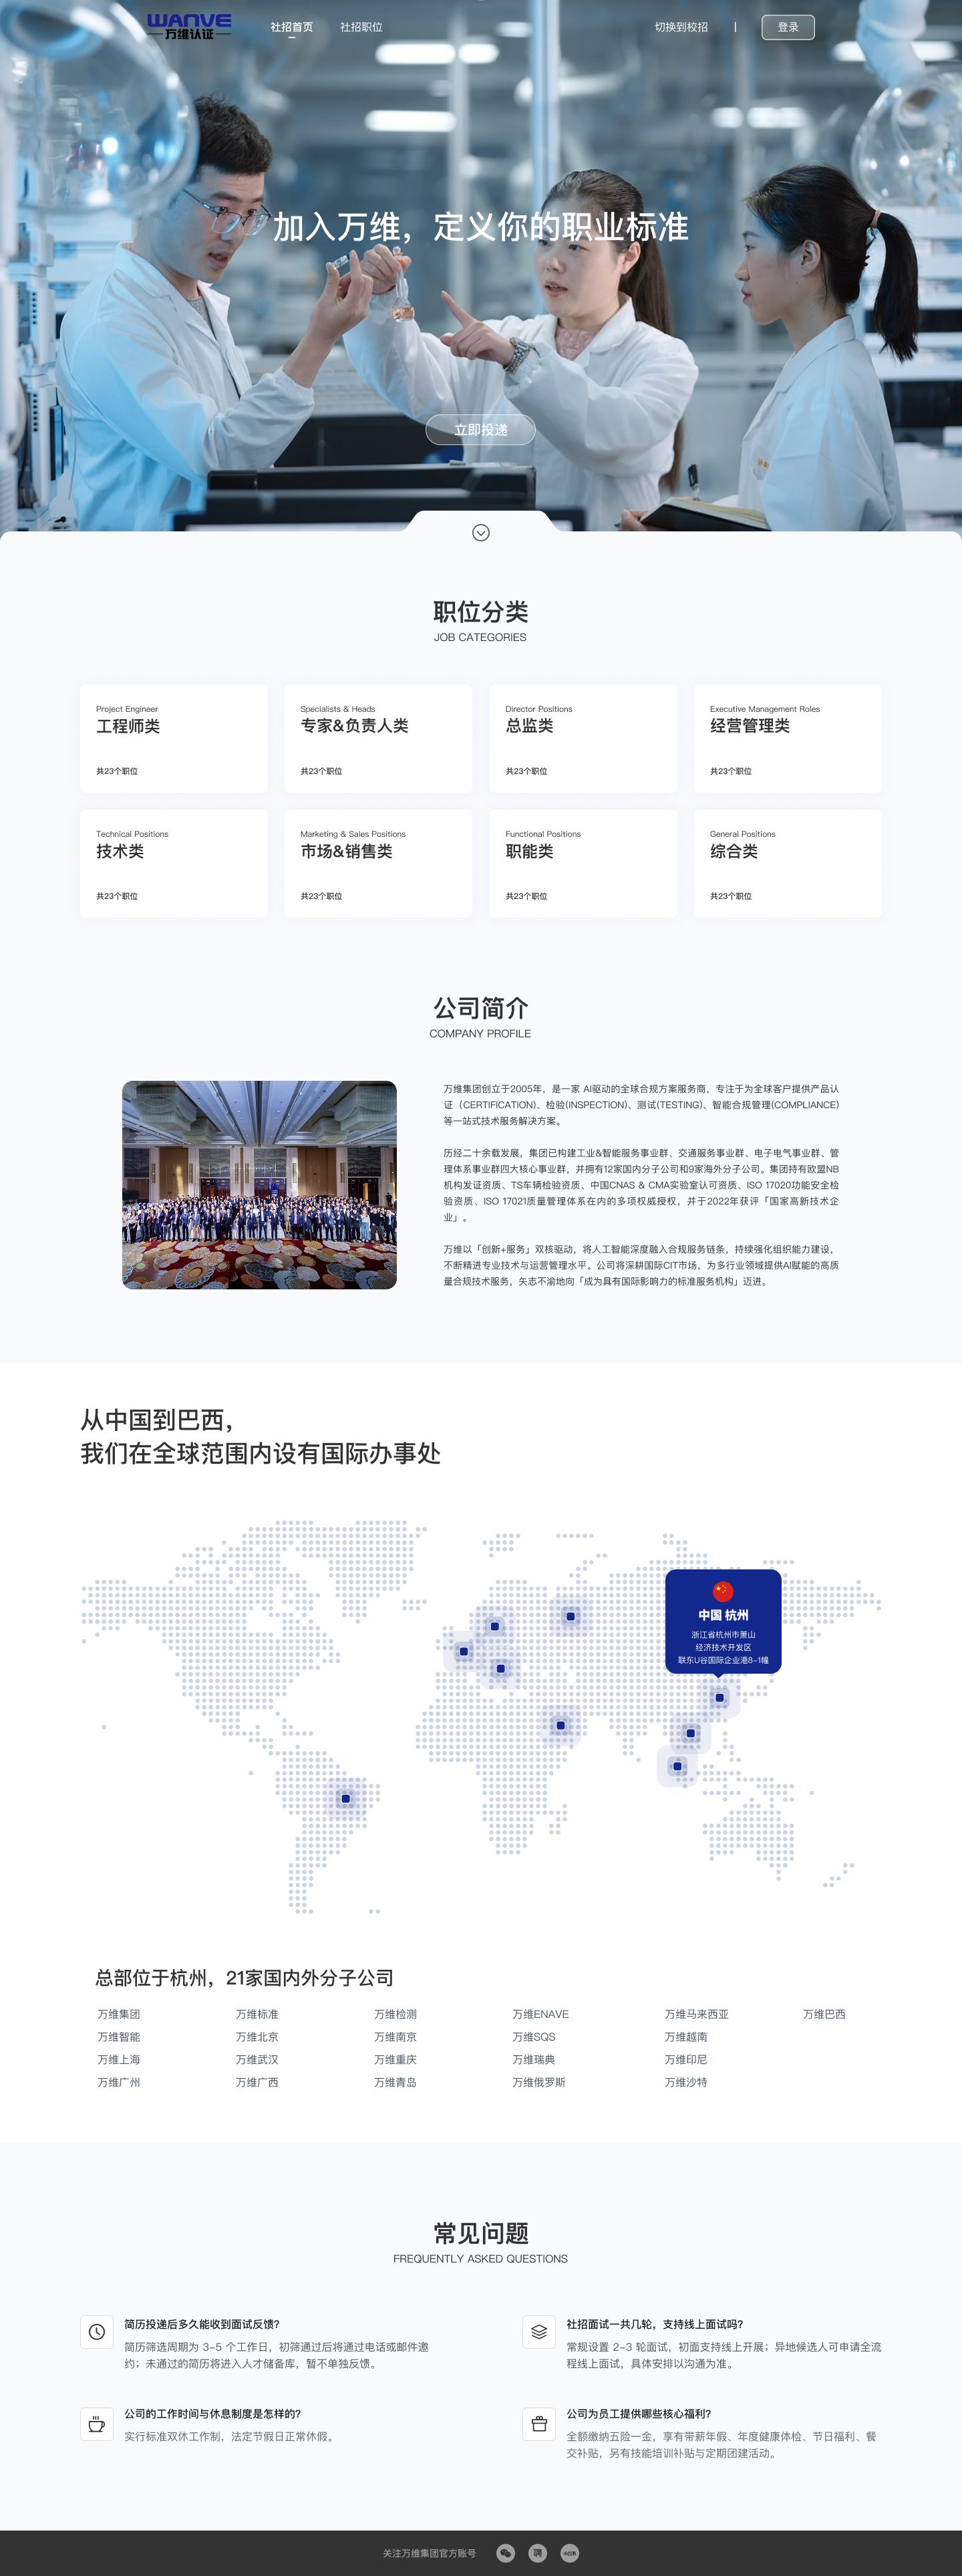 WANVE
万维认证
社招首页
社招职位
切换到校招
登录
加入万维，定义你的职业标准
立即投递
职位分类
JOB CATEGORIES
Project Engineer
工程师类
共23个职位
Specialists & Heads
专家&负责人类
共23个职位
Director Positions
总监类
共23个职位
Executive Management Roles
经营管理类
共23个职位
Technical Positions
技术类
共23个职位
Marketing & Sales Positions
市场&销售类
共23个职位
Functional Positions
职能类
共23个职位
General Positions
综合类
共23个职位
公司简介
COMPANY PROFILE
万维集团创立于2005年，是一家 AI驱动的全球合规方案服务商，专注于为全球客户提供产品认
证（CERTIFICATION)、检验(INSPECTION)、测试(TESTING)、智能合规管理(COMPLIANCE)
等一站式技术服务解决方案。
历经二十余载发展，集团已构建工业&智能服务事业群、交通服务事业群、电子电气事业群、管
理体系事业群四大核心事业群，并拥有12家国内分子公司和9家海外分子公司。集团持有欧盟NB
机构发证资质、TS车辆检验资质、中国CNAS & CMA实验室认可资质、ISO 17020功能安全检
验资质、ISO 17021质量管理体系在内的多项权威授权，并于2022年获评「国家高新技术企
业」。
万维以「创新+服务」双核驱动，将人工智能深度融入合规服务链条，持续强化组织能力建设，
不断精进专业技术与运营管理水平。公司将深耕国际CIT市场，为多行业领域提供AI赋能的高质
量合规技术服务，矢志不渝地向「成为具有国际影响力的标准服务机构」迈进。
从中国到巴西，
我们在全球范围内设有国际办事处
中国 杭州
浙江省杭州市萧山
经济技术开发区
联东U谷国际企业港8-1幢
总部位于杭州，21家国内外分子公司
万维集团
万维标准
万维检测
万维ENAVE
万维马来西亚
万维巴西
万维智能
万维北京
万维南京
万维SQS
万维越南
万维上海
万维武汉
万维重庆
万维瑞典
万维印尼
万维广州
万维广西
万维青岛
万维俄罗斯
万维沙特
常见问题
FREQUENTLY ASKED QUESTIONS
简历投递后多久能收到面试反馈？
简历筛选周期为 3-5 个工作日，初筛通过后将通过电话或邮件邀
约；未通过的简历将进入人才储备库，暂不单独反馈。
社招面试一共几轮，支持线上面试吗？
常规设置 2-3 轮面试，初面支持线上开展；异地候选人可申请全流
程线上面试，具体安排以沟通为准。
公司的工作时间与休息制度是怎样的？
实行标准双休工作制，法定节假日正常休假。
公司为员工提供哪些核心福利？
全额缴纳五险一金，享有带薪年假、年度健康体检、节日福利、餐
交补贴，另有技能培训补贴与定期团建活动。
关注万维集团官方账号
聘